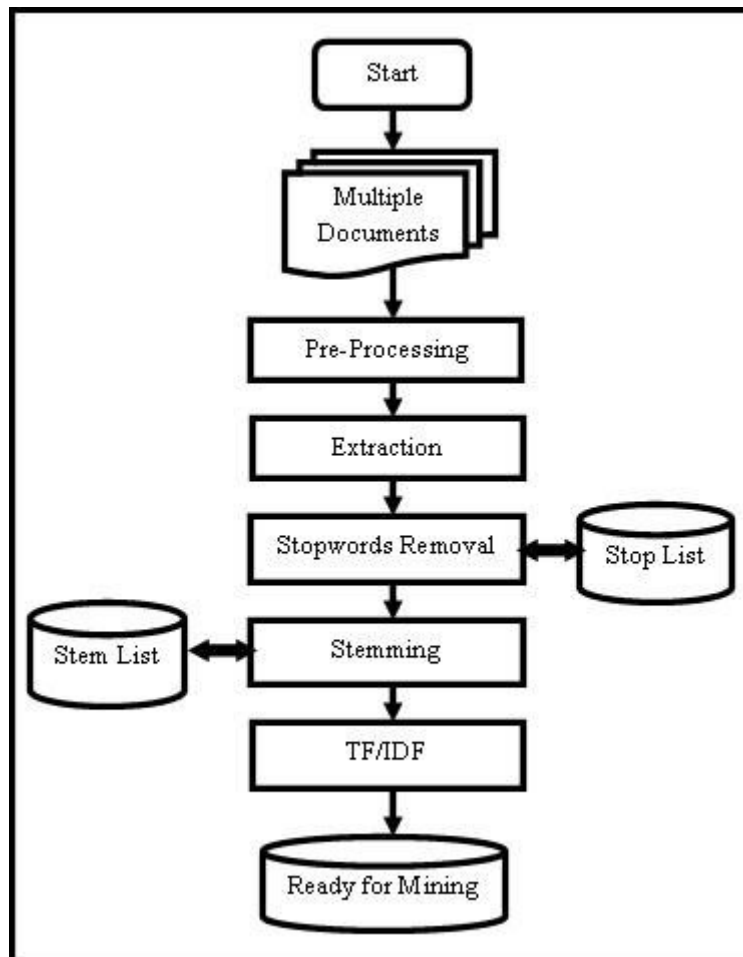 Start
Multiple
Documents
Pre-Processing
Extraction
Stopwords Removal
Stop List
Stem List
Stemming
TF/IDF
Ready for Mining